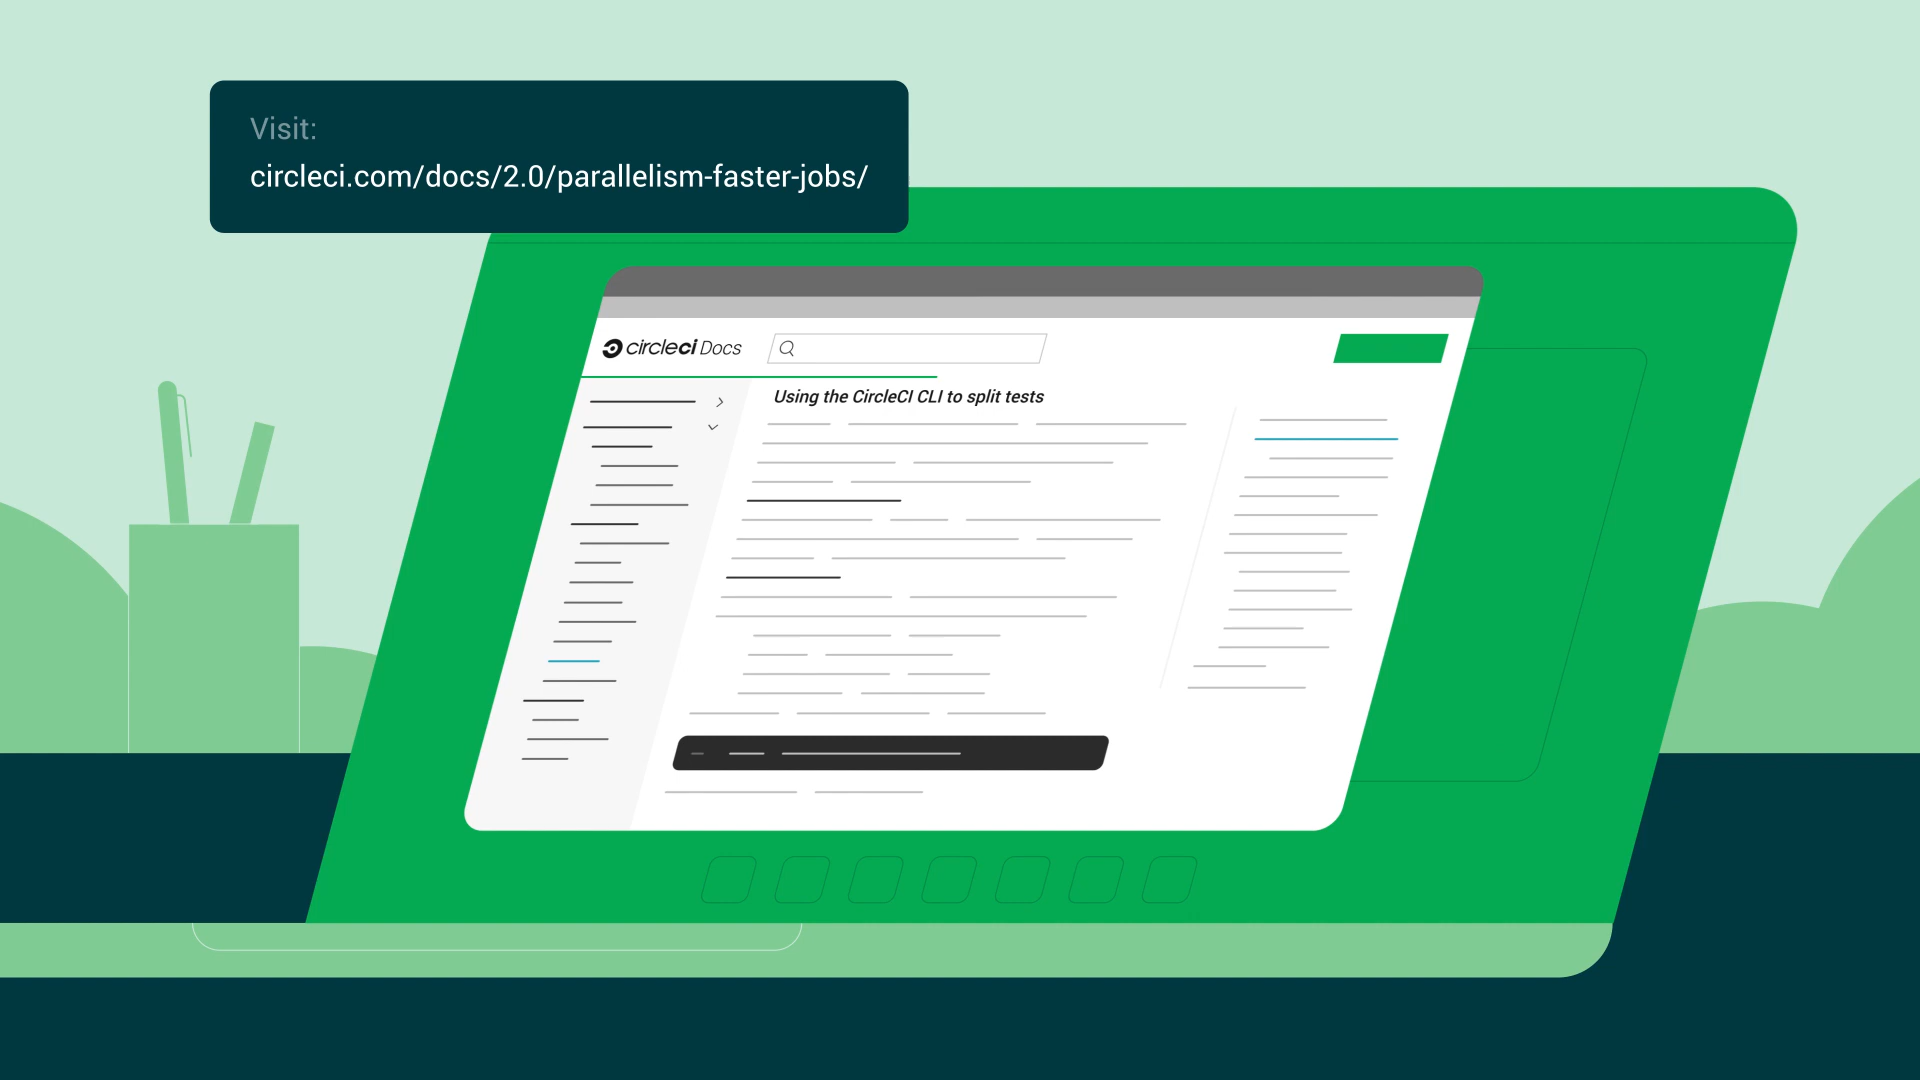 Visit:
circleci.com/docs/2.0/parallelism-faster-jobs/
circleci Docs
Using the CircleCI CLI to split tests